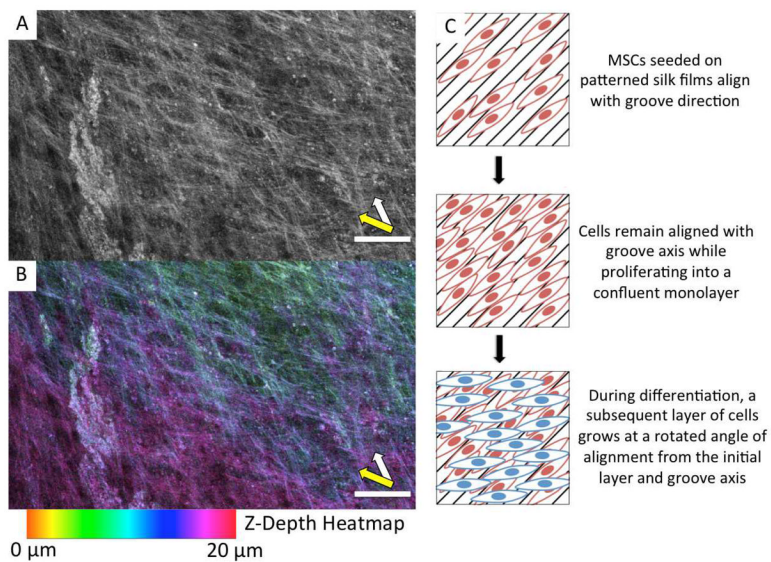 A
B
Z-Depth Heatmap
0 μm
20 μm
C
MSCs seeded on
patterned silk films align
with groove direction
Cells remain aligned with
groove axis while
proliferating into a
confluent monolayer
During differentiation, a
subsequent layer of cells
grows at a rotated angle of
alignment from the initial
layer and groove axis